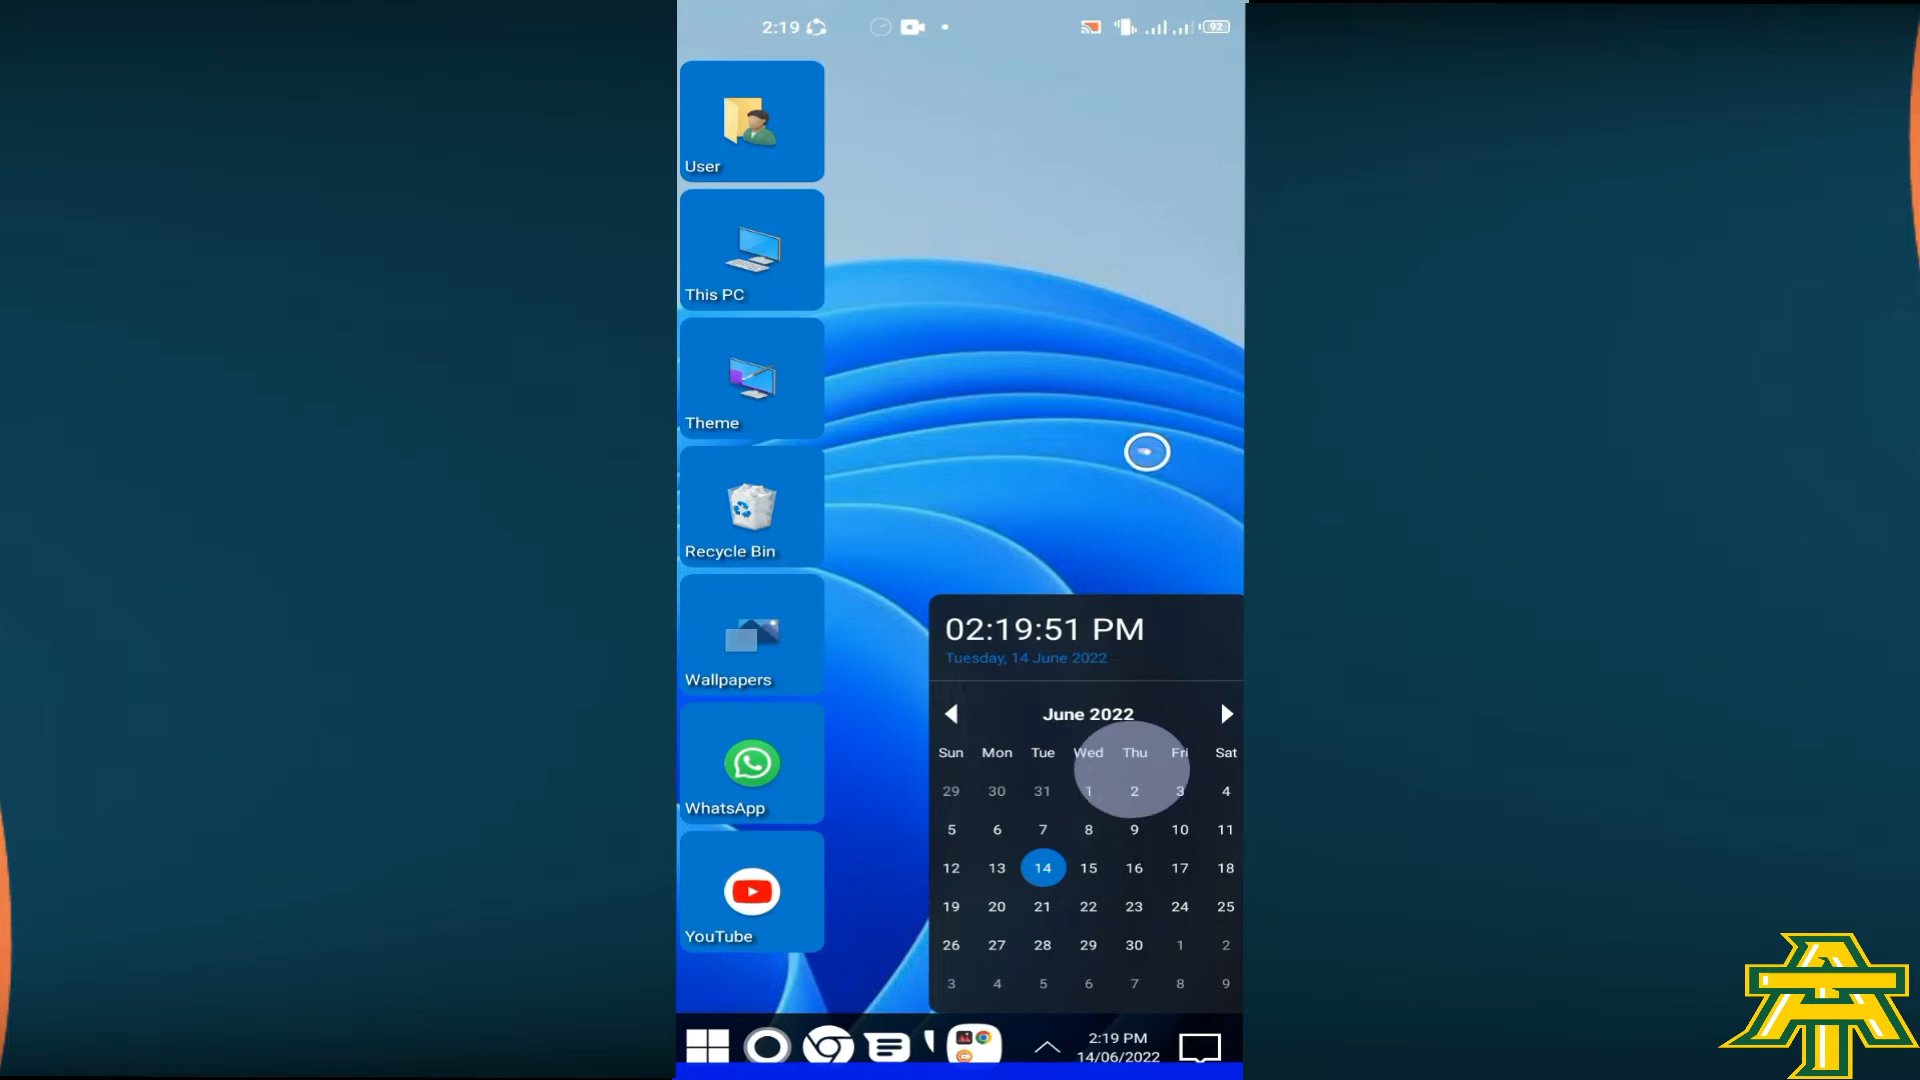 2:19
92
User
This PC
Theme
Recycle Bin
Wallpapers
WhatsApp
YouTube
02:19:51 PM
Tuesday, 14 June 2022
June 2022
Sun Mon Tue Wed Thu Fri Sat
29 30 31 1 2 3 4
5 6 7 8 9 10 11
12 13 14 15 16 17 18
19 20 21 22 23 24 25
26 27 28 29 30 1 2
3 4 5 6 7 8 9
2:19 PM
14/06/2022
AT